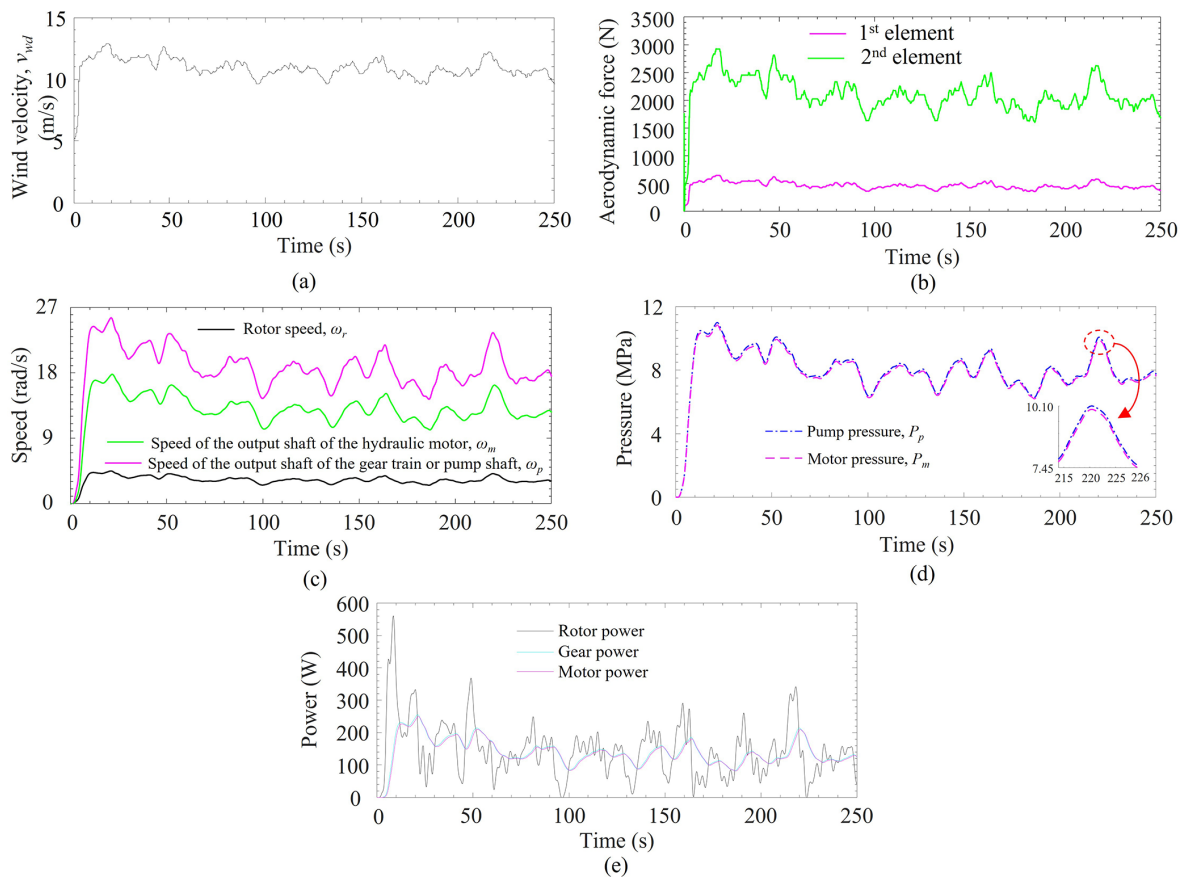 15
10
5
0
Wind velocity, vwd
(m/s)
0 50 100 150 200 250
Time (s)
(a)
3500
3000
2500
2000
1500
1000
500
0
Aerodynamic force (N)
1st element
2nd element
0 50 100 150 200 250
Time (s)
(b)
27
18
9
0
Speed (rad/s)
Rotor speed, ωr
Speed of the output shaft of the hydraulic motor, ωm
Speed of the output shaft of the gear train or pump shaft, ωp
0 50 100 150 200 250
Time (s)
(c)
12
8
4
0
Pressure (MPa)
Pump pressure, Pp
Motor pressure, Pm
10.10
7.45
215 220 225 226
0 50 100 150 200 250
Time (s)
(d)
600
500
400
300
200
100
0
Power (W)
Rotor power
Gear power
Motor power
0 50 100 150 200 250
Time (s)
(e)